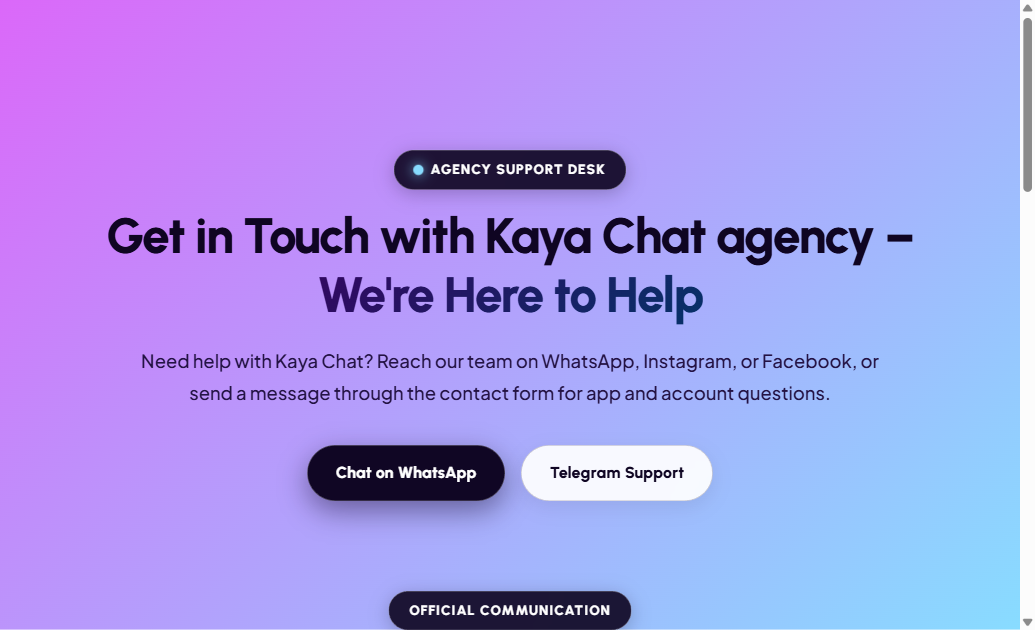 AGENCY SUPPORT DESK
Get in Touch with Kaya Chat agency –
We're Here to Help
Need help with Kaya Chat? Reach our team on WhatsApp, Instagram, or Facebook, or
send a message through the contact form for app and account questions.
Chat on WhatsApp
Telegram Support
OFFICIAL COMMUNICATION